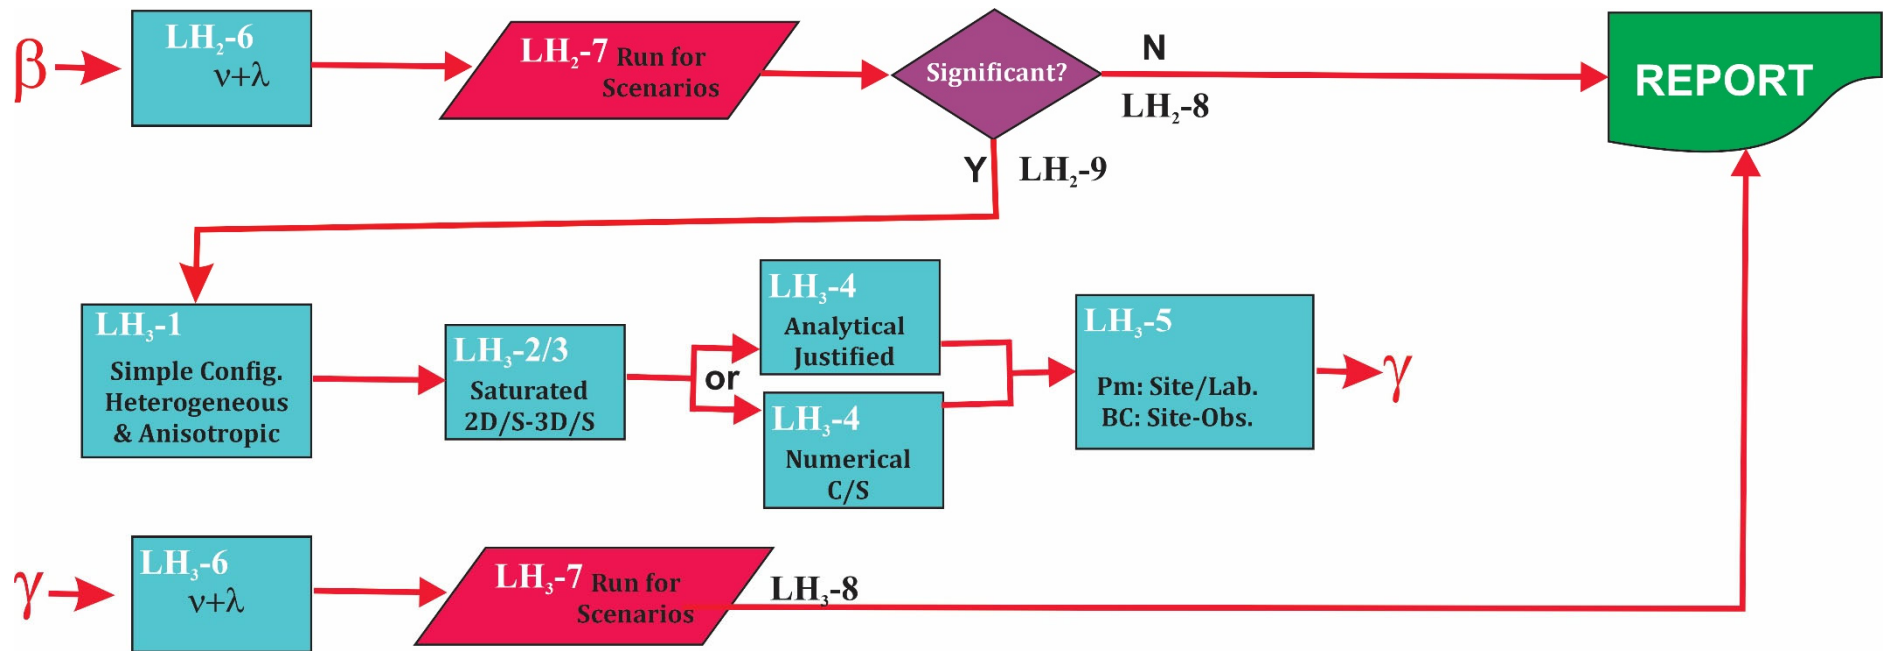 β
LH₂-6
ν+λ
LH₂-7 Run for
Scenarios
Significant?
N
LH₂-8
REPORT
Y
LH₂-9
LH₃-1
Simple Config.
Heterogeneous
& Anisotropic
LH₃-2/3
Saturated
2D/S-3D/S
or
LH₃-4
Analytical
Justified
LH₃-4
Numerical
C/S
LH₃-5
Pm: Site/Lab.
BC: Site-Obs.
γ
γ
LH₃-6
ν+λ
LH₃-7 Run for
Scenarios
LH₃-8